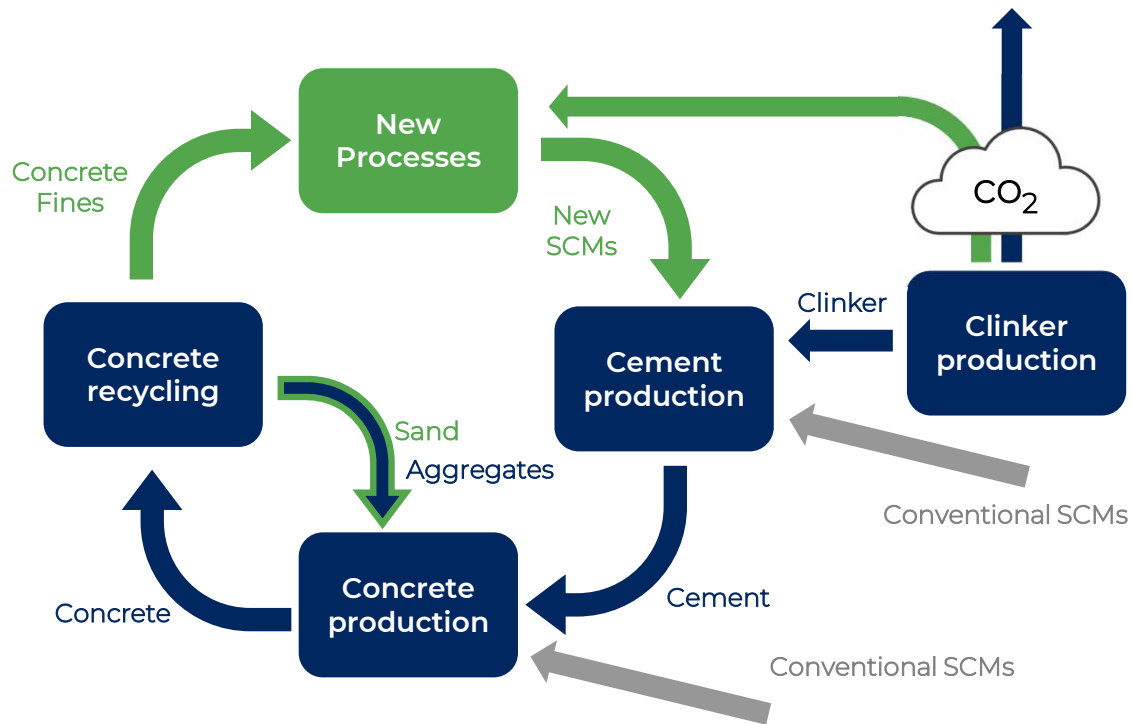 New
Processes
Concrete
Fines
CO₂
New
SCMs
Clinker
Clinker
production
Concrete
recycling
Cement
production
Sand
Aggregates
Conventional SCMs
Concrete
production
Concrete
Cement
Conventional SCMs